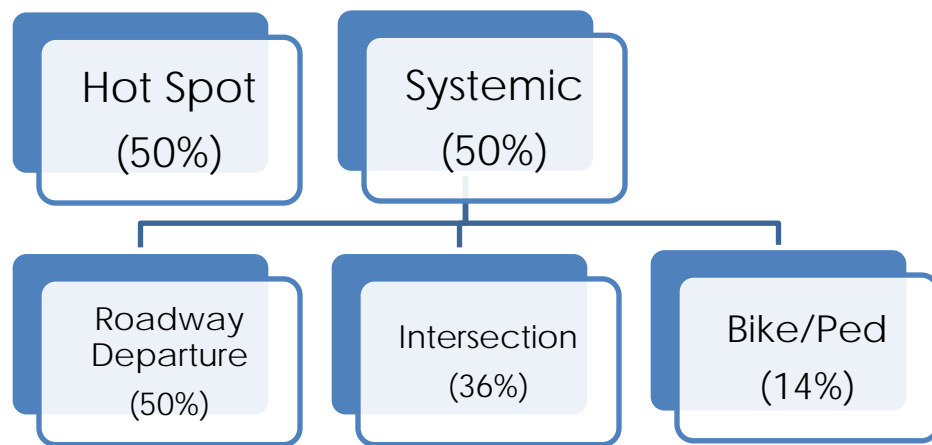 Hot Spot
(50%)
Systemic
(50%)
Roadway
Departure
(50%)
Intersection
(36%)
Bike/Ped
(14%)